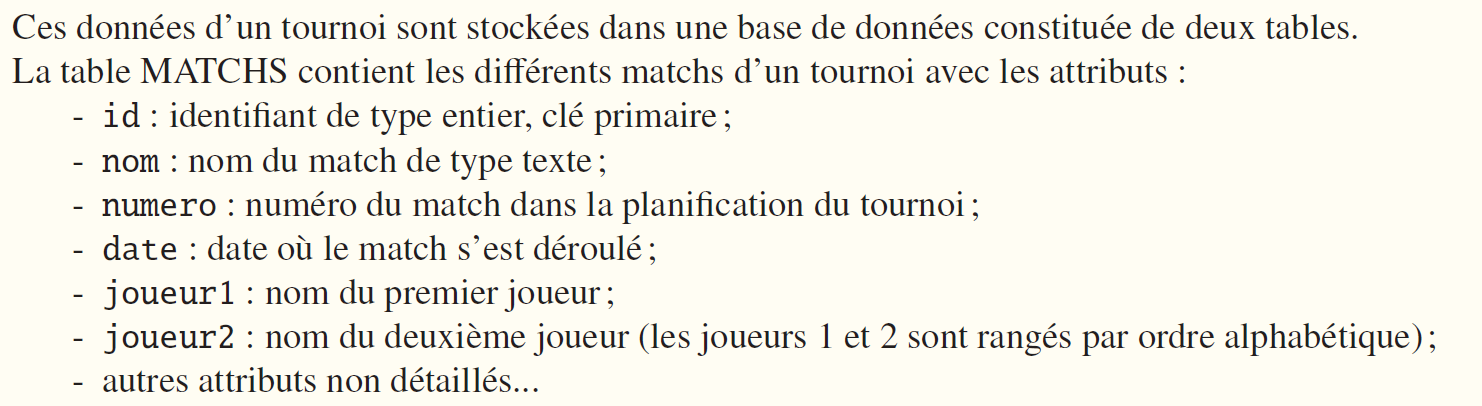 Ces données d’un tournoi sont stockées dans une base de données constituée de deux tables.
La table MATCHS contient les différents matchs d’un tournoi avec les attributs :
- id : identifiant de type entier, clé primaire ;
- nom : nom du match de type texte ;
- numero : numéro du match dans la planification du tournoi ;
- date : date où le match s’est déroulé ;
- joueur1 : nom du premier joueur ;
- joueur2 : nom du deuxième joueur (les joueurs 1 et 2 sont rangés par ordre alphabétique) ;
- autres attributs non détaillés...